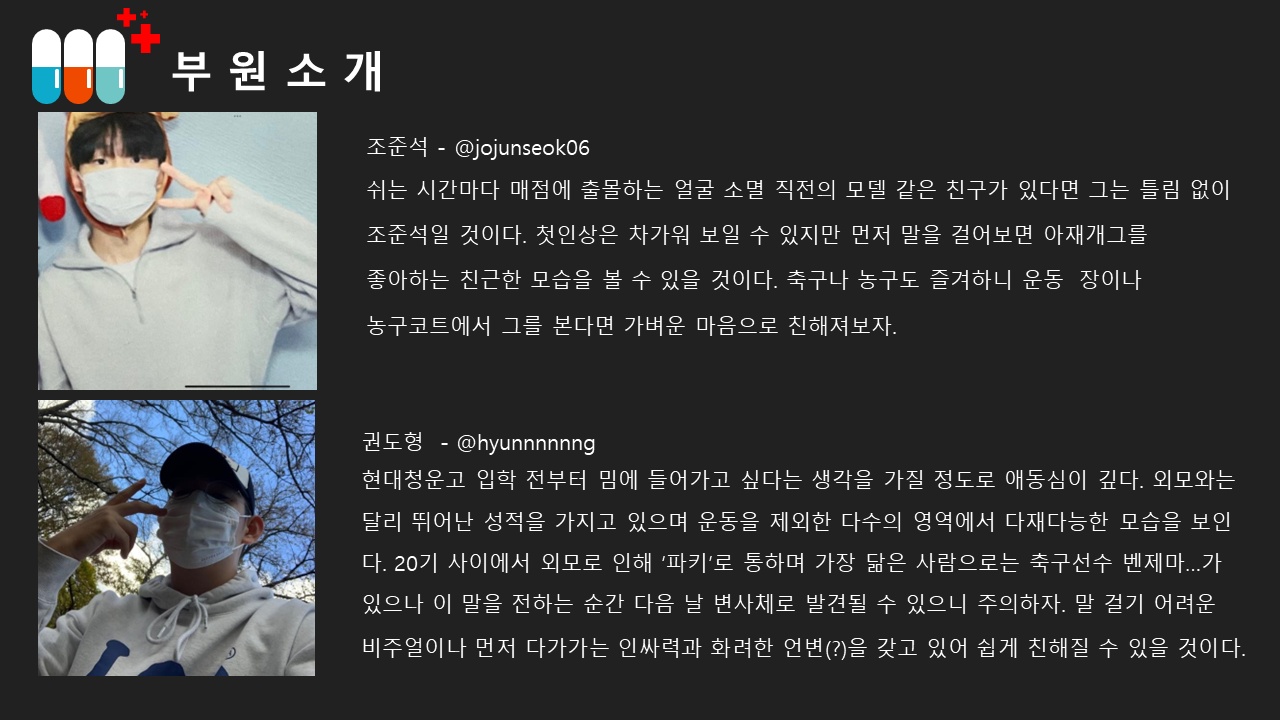 부원소개
조준석 - @jojunseok06
쉬는 시간마다 매점에 출몰하는 얼굴 소멸 직전의 모델 같은 친구가 있다면 그는 틀림 없이
조준석일 것이다. 첫인상은 차가워 보일 수 있지만 먼저 말을 걸어보면 아재개그를
좋아하는 친근한 모습을 볼 수 있을 것이다. 축구나 농구도 즐겨하니 운동 장이나
농구코트에서 그를 본다면 가벼운 마음으로 친해져보자.
권도형 - @hyunnnnnng
현대청운고 입학 전부터 밈에 들어가고 싶다는 생각을 가질 정도로 애동심이 깊다. 외모와는
달리 뛰어난 성적을 가지고 있으며 운동을 제외한 다수의 영역에서 다재다능한 모습을 보인
다. 20기 사이에서 외모로 인해 ‘파키’로 통하며 가장 닮은 사람으로는 축구선수 벤제마...가
있으나 이 말을 전하는 순간 다음 날 변사체로 발견될 수 있으니 주의하자. 말 걸기 어려운
비주얼이나 먼저 다가가는 인싸력과 화려한 언변(?)을 갖고 있어 쉽게 친해질 수 있을 것이다.